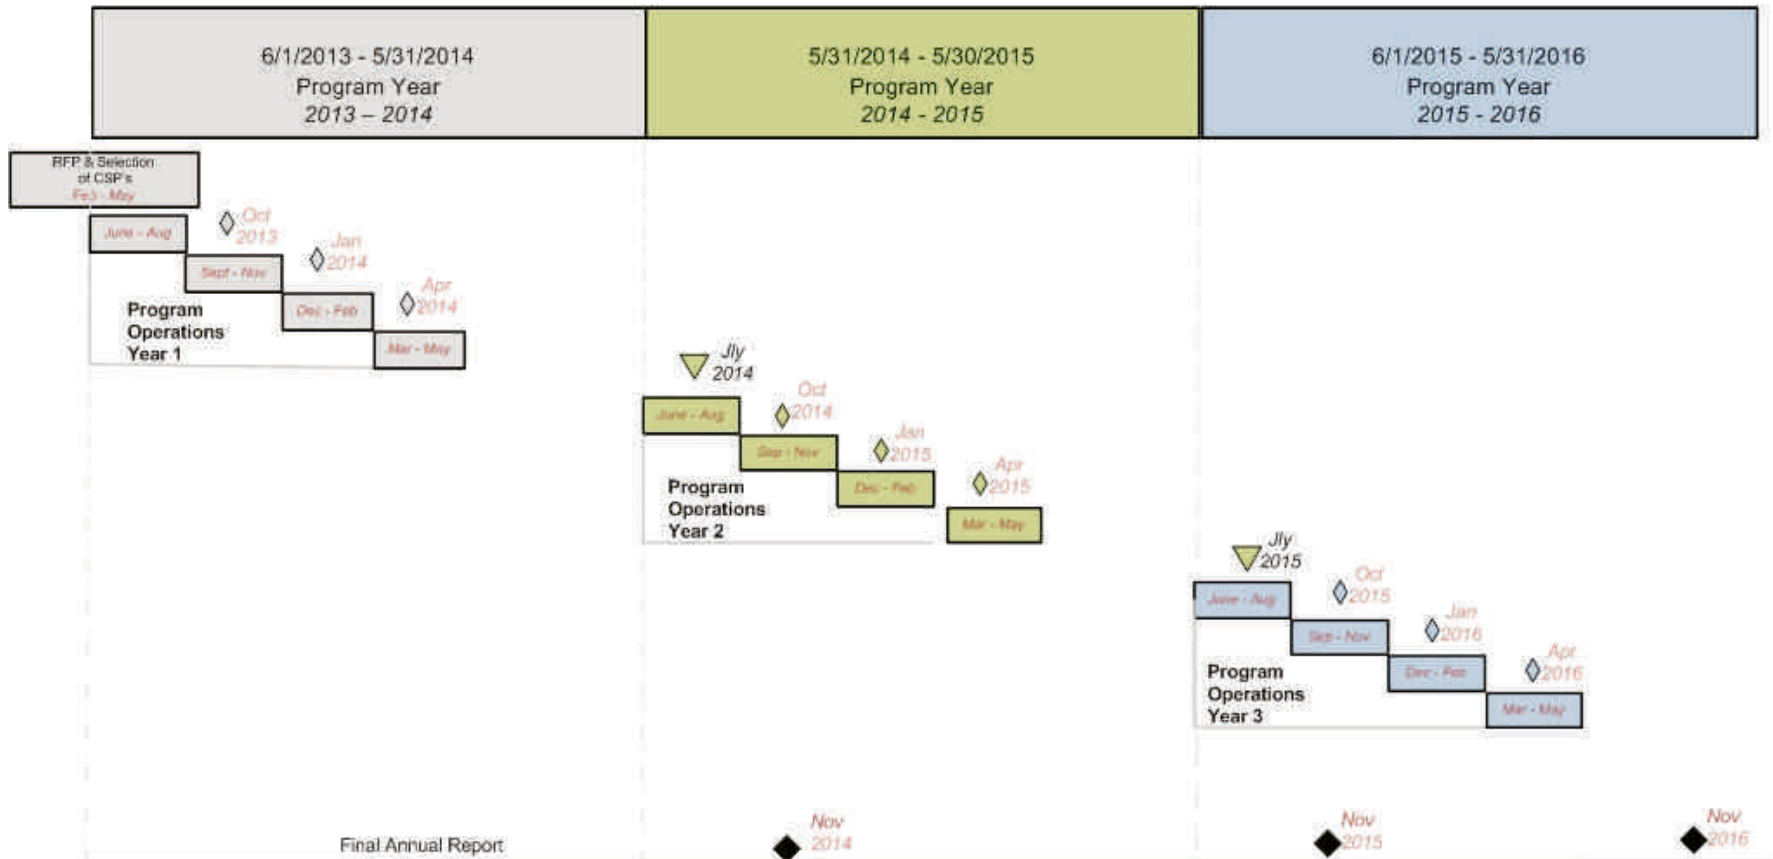 6/1/2013 - 5/31/2014
Program Year
2013 – 2014
5/31/2014 - 5/30/2015
Program Year
2014 - 2015
6/1/2015 - 5/31/2016
Program Year
2015 - 2016
RFP & Selection
of CSP's
Feb - May
June - Aug
Oct
2013
Sept - Nov
Jan
2014
Dec - Feb
Apr
2014
Mar - May
Program
Operations
Year 1
Jly
2014
June - Aug
Oct
2014
Sep - Nov
Jan
2015
Dec - Feb
Apr
2015
Mar - May
Program
Operations
Year 2
Jly
2015
June - Aug
Oct
2015
Sept - Nov
Jan
2016
Dec - Feb
Apr
2016
Mar - May
Program
Operations
Year 3
Final Annual Report
Nov
2014
Nov
2015
Nov
2016